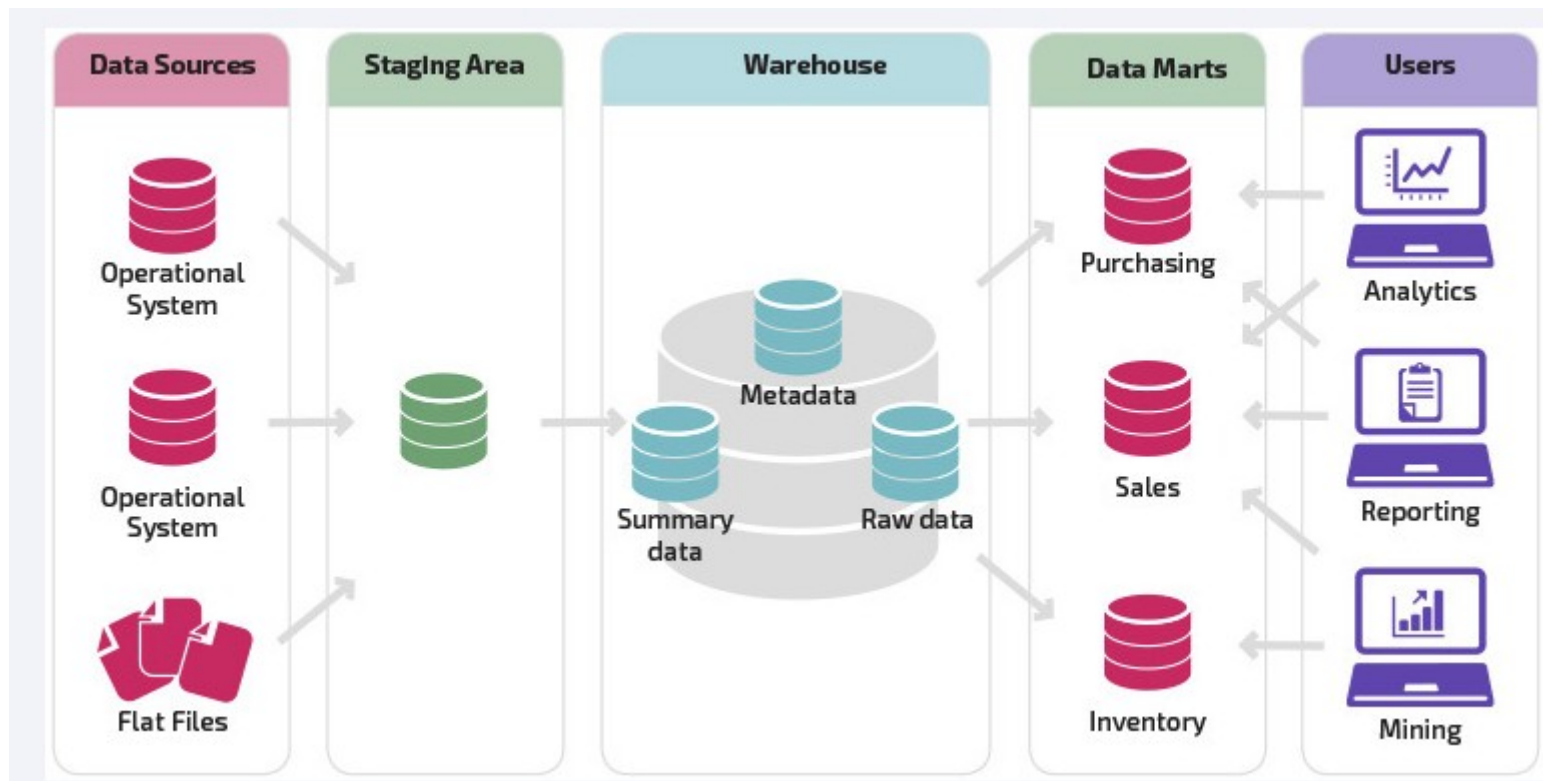 Data Sources
Staging Area
Warehouse
Data Marts
Users
Operational
System
Operational
System
Flat Files
Metadata
Summary
data
Raw data
Purchasing
Sales
Inventory
Analytics
Reporting
Mining